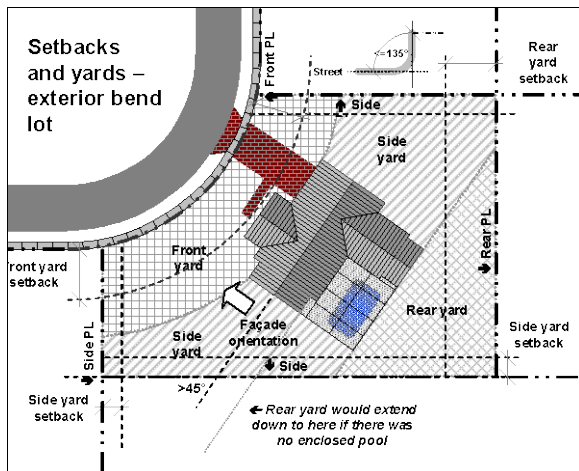 Setbacks
and yards –
exterior bend
lot
Front PL
<=135°
Street
Rear
yard
setback
Side
Side
yard
Front
yard
Front yard
setback
Rear PL
Façade
orientation
Side
yard
Rear yard
Side PL
Side yard
setback
Side
>45°
Side yard
setback
Rear yard would extend
down to here if there was
no enclosed pool